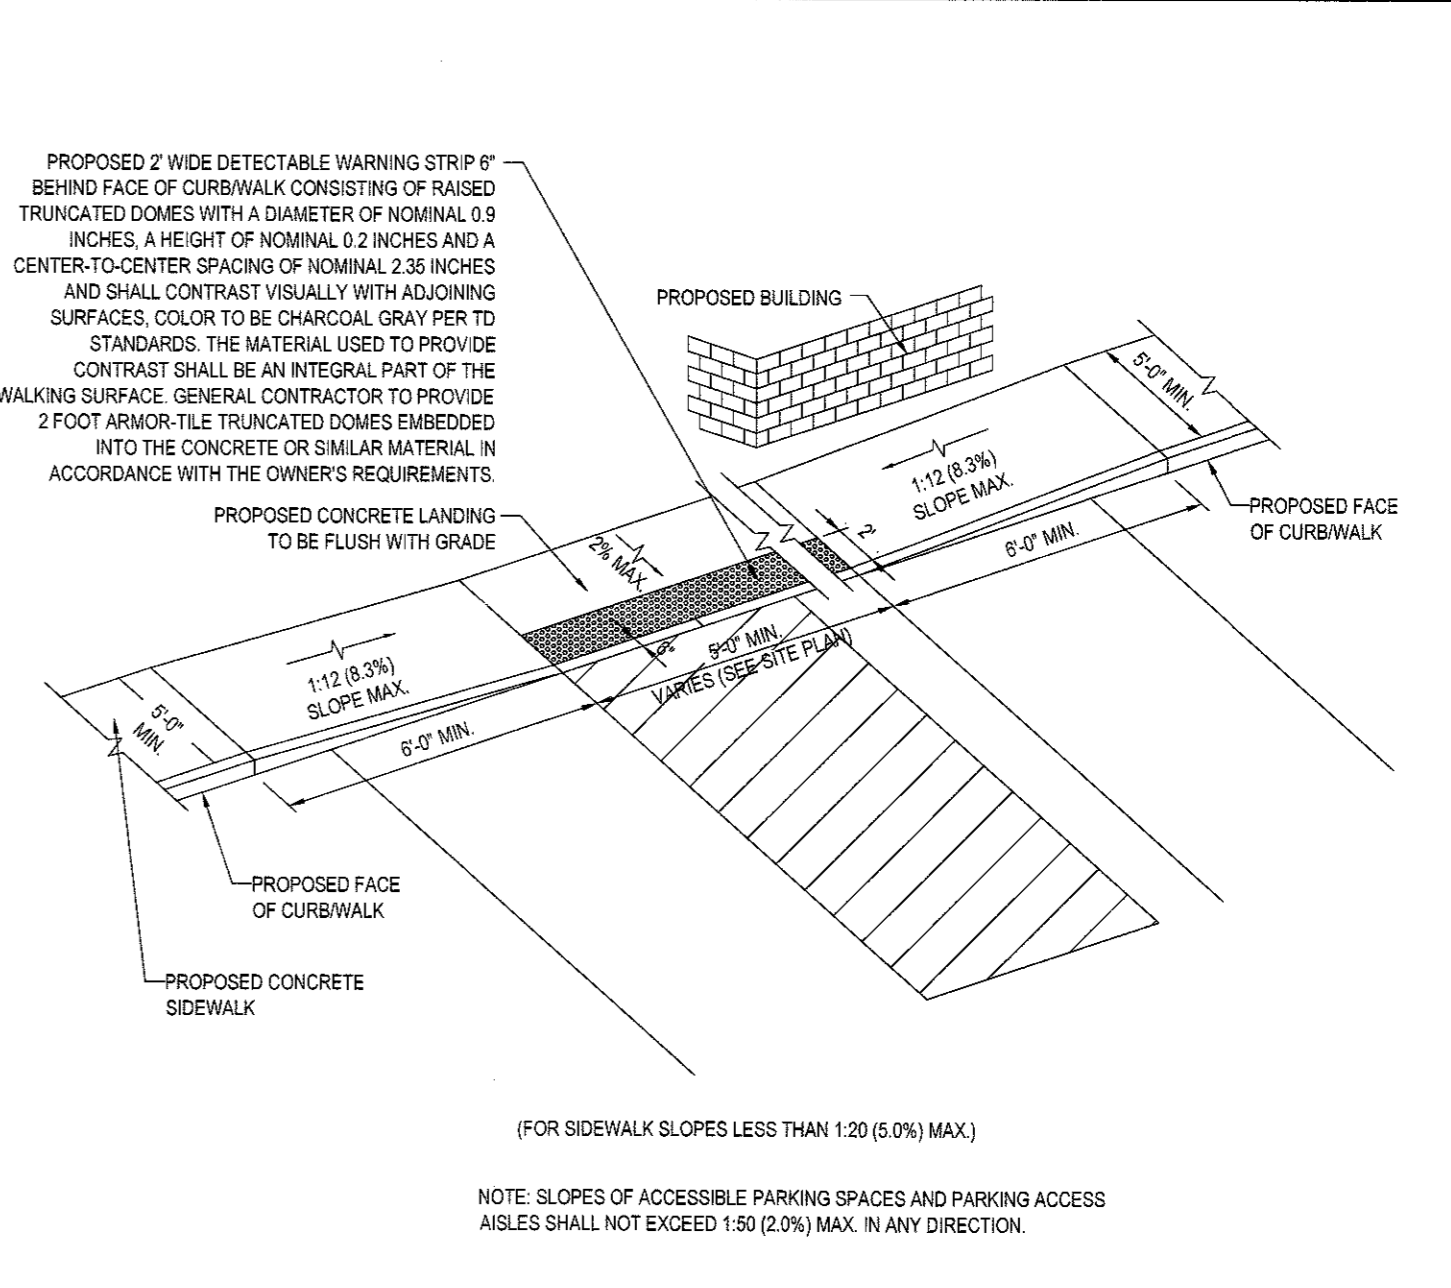 PROPOSED 2' WIDE DETECTABLE WARNING STRIP 6"
BEHIND FACE OF CURB/WALK CONSISTING OF RAISED
TRUNCATED DOMES WITH A DIAMETER OF NOMINAL 0.9
INCHES, A HEIGHT OF NOMINAL 0.2 INCHES AND A
CENTER-TO-CENTER SPACING OF NOMINAL 2.35 INCHES
AND SHALL CONTRAST VISUALLY WITH ADJOINING
SURFACES, COLOR TO BE CHARCOAL GRAY PER TD
STANDARDS. THE MATERIAL USED TO PROVIDE
CONTRAST SHALL BE AN INTEGRAL PART OF THE
WALKING SURFACE. GENERAL CONTRACTOR TO PROVIDE
2 FOOT ARMOR-TILE TRUNCATED DOMES EMBEDDED
INTO THE CONCRETE OR SIMILAR MATERIAL IN
ACCORDANCE WITH THE OWNER'S REQUIREMENTS.
PROPOSED BUILDING
5'-0" MIN.
1:12 (8.3%)
SLOPE MAX.
PROPOSED FACE
OF CURB/WALK
PROPOSED CONCRETE LANDING
TO BE FLUSH WITH GRADE
2% MAX.
2'
6'-0" MIN.
6"
5'-0" MIN.
VARIES (SEE SITE PLAN)
1:12 (8.3%)
SLOPE MAX.
5'-0"
MIN.
6'-0" MIN.
PROPOSED FACE
OF CURB/WALK
PROPOSED CONCRETE
SIDEWALK
(FOR SIDEWALK SLOPES LESS THAN 1:20 (5.0%) MAX.)
NOTE: SLOPES OF ACCESSIBLE PARKING SPACES AND PARKING ACCESS
AISLES SHALL NOT EXCEED 1:50 (2.0%) MAX. IN ANY DIRECTION.